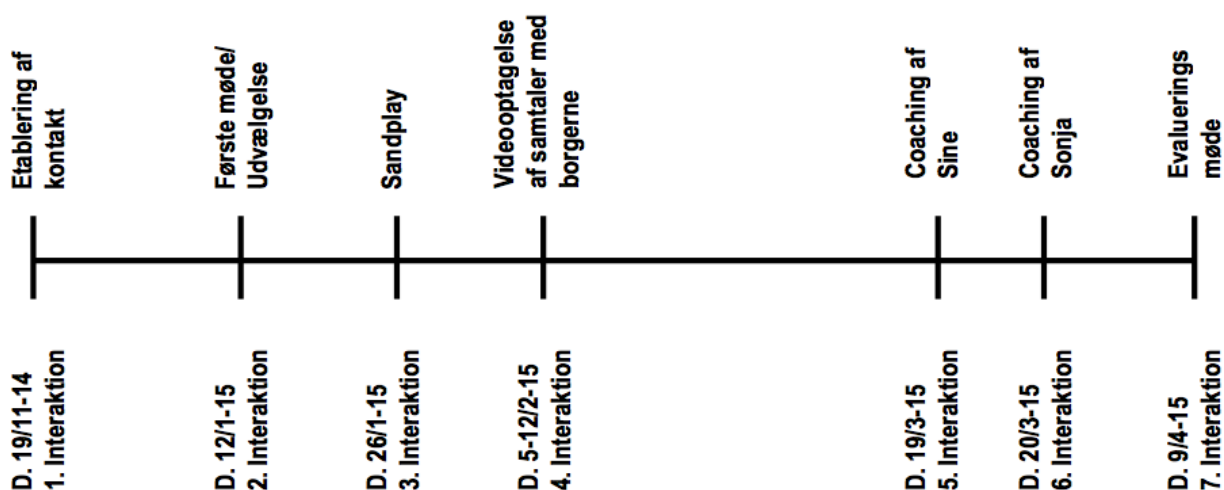 Etablering af
kontakt
Første møde/
Udvælgelse
Sandplay
Videooptagelse
af samtaler med
borgerne
Coaching af
Sine
Coaching af
Sonja
Evaluerings
møde
D. 19/11-14
1. Interaktion
D. 12/1-15
2. Interaktion
D. 26/1-15
3. Interaktion
D. 5-12/2-15
4. Interaktion
D. 19/3-15
5. Interaktion
D. 20/3-15
6. Interaktion
D. 9/4-15
7. Interaktion